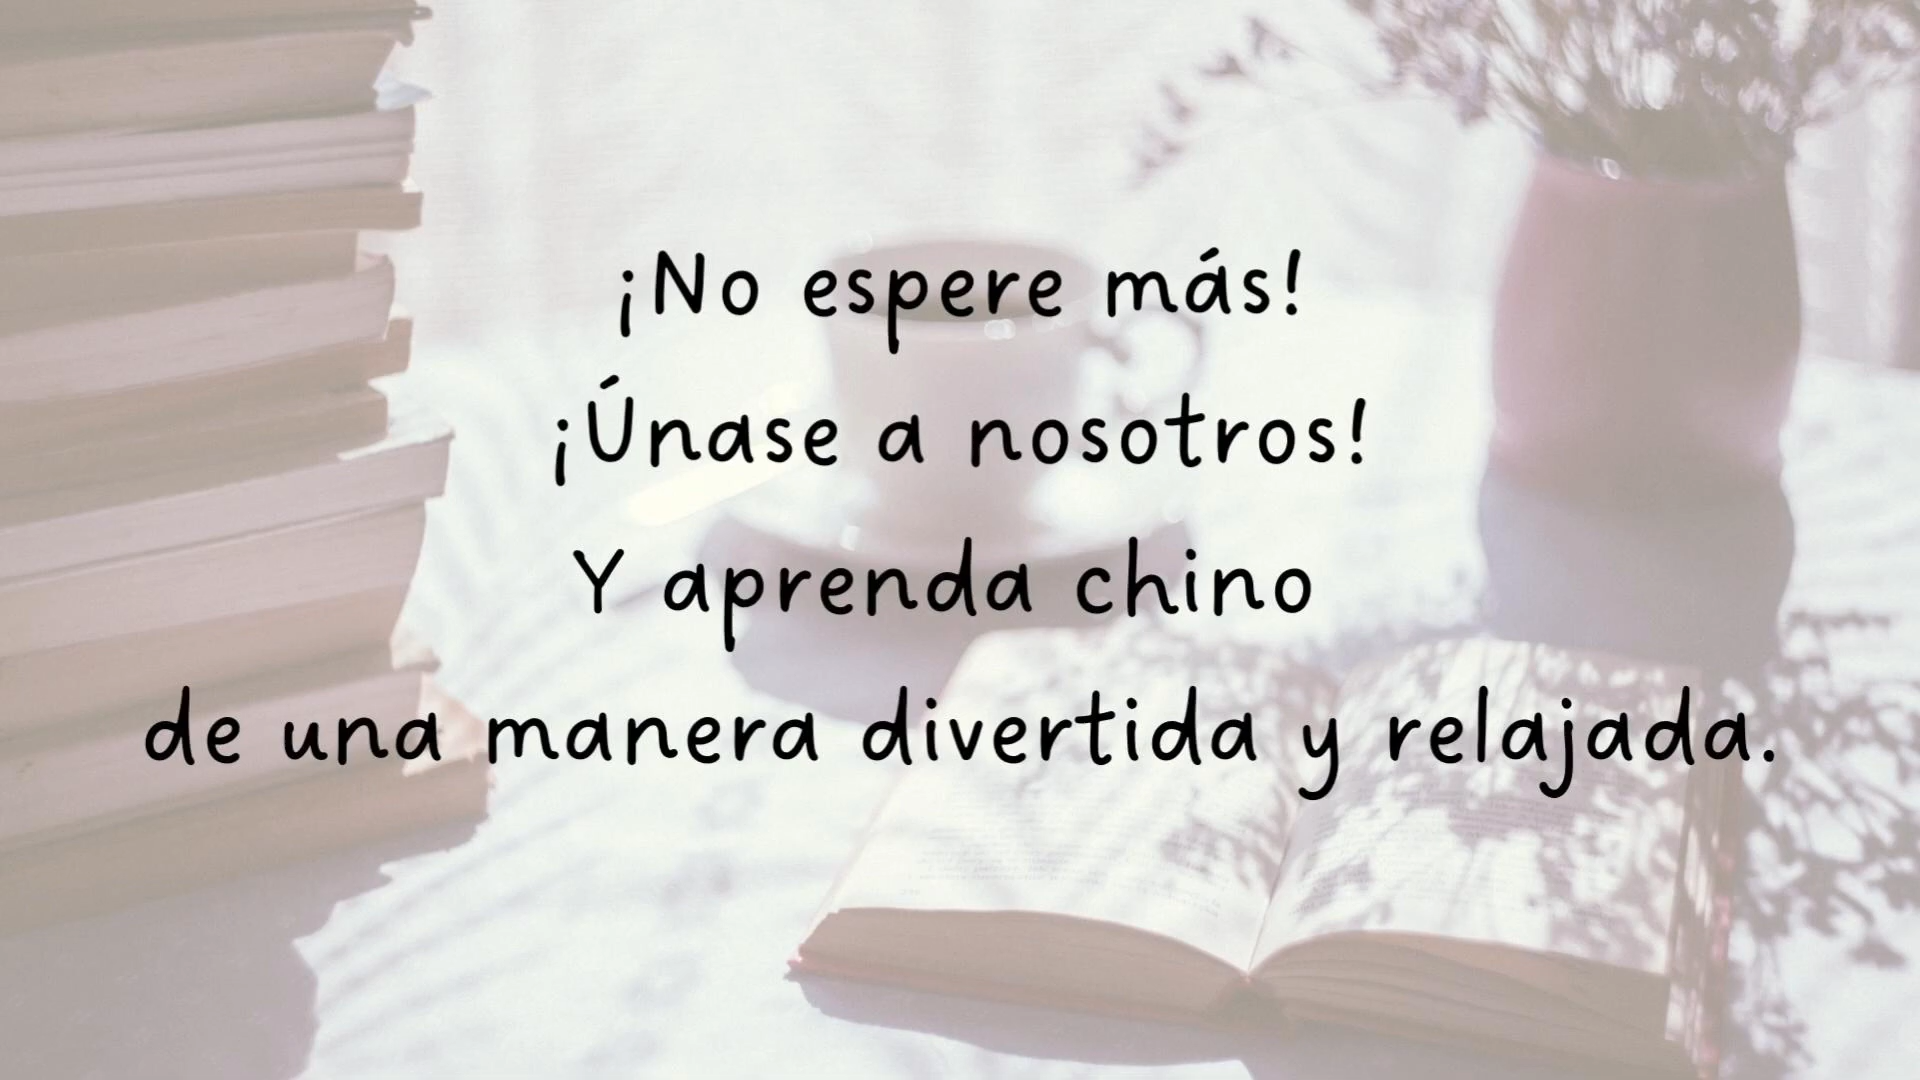 ¡No espere más!
¡Únase a nosotros!
Y aprenda chino
de una manera divertida y relajada.